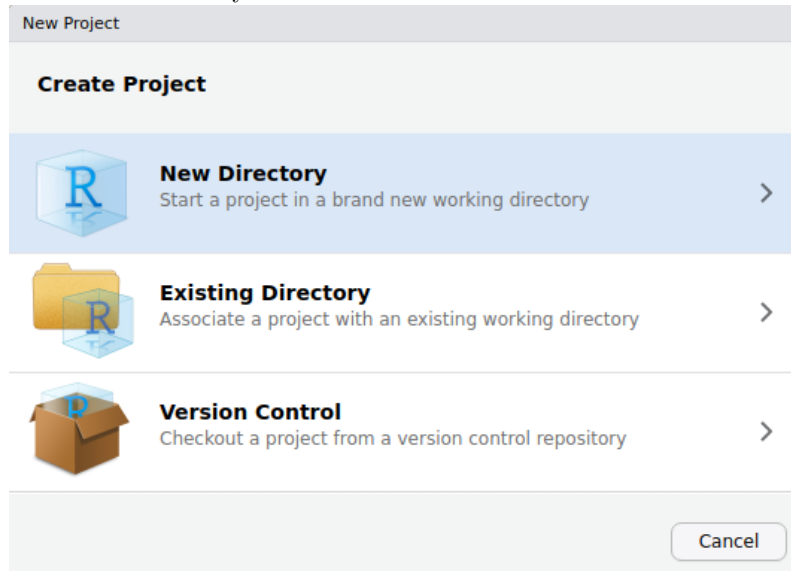 New Project
Create Project
R
New Directory
Start a project in a brand new working directory
R
Existing Directory
Associate a project with an existing working directory
R
Version Control
Checkout a project from a version control repository
Cancel